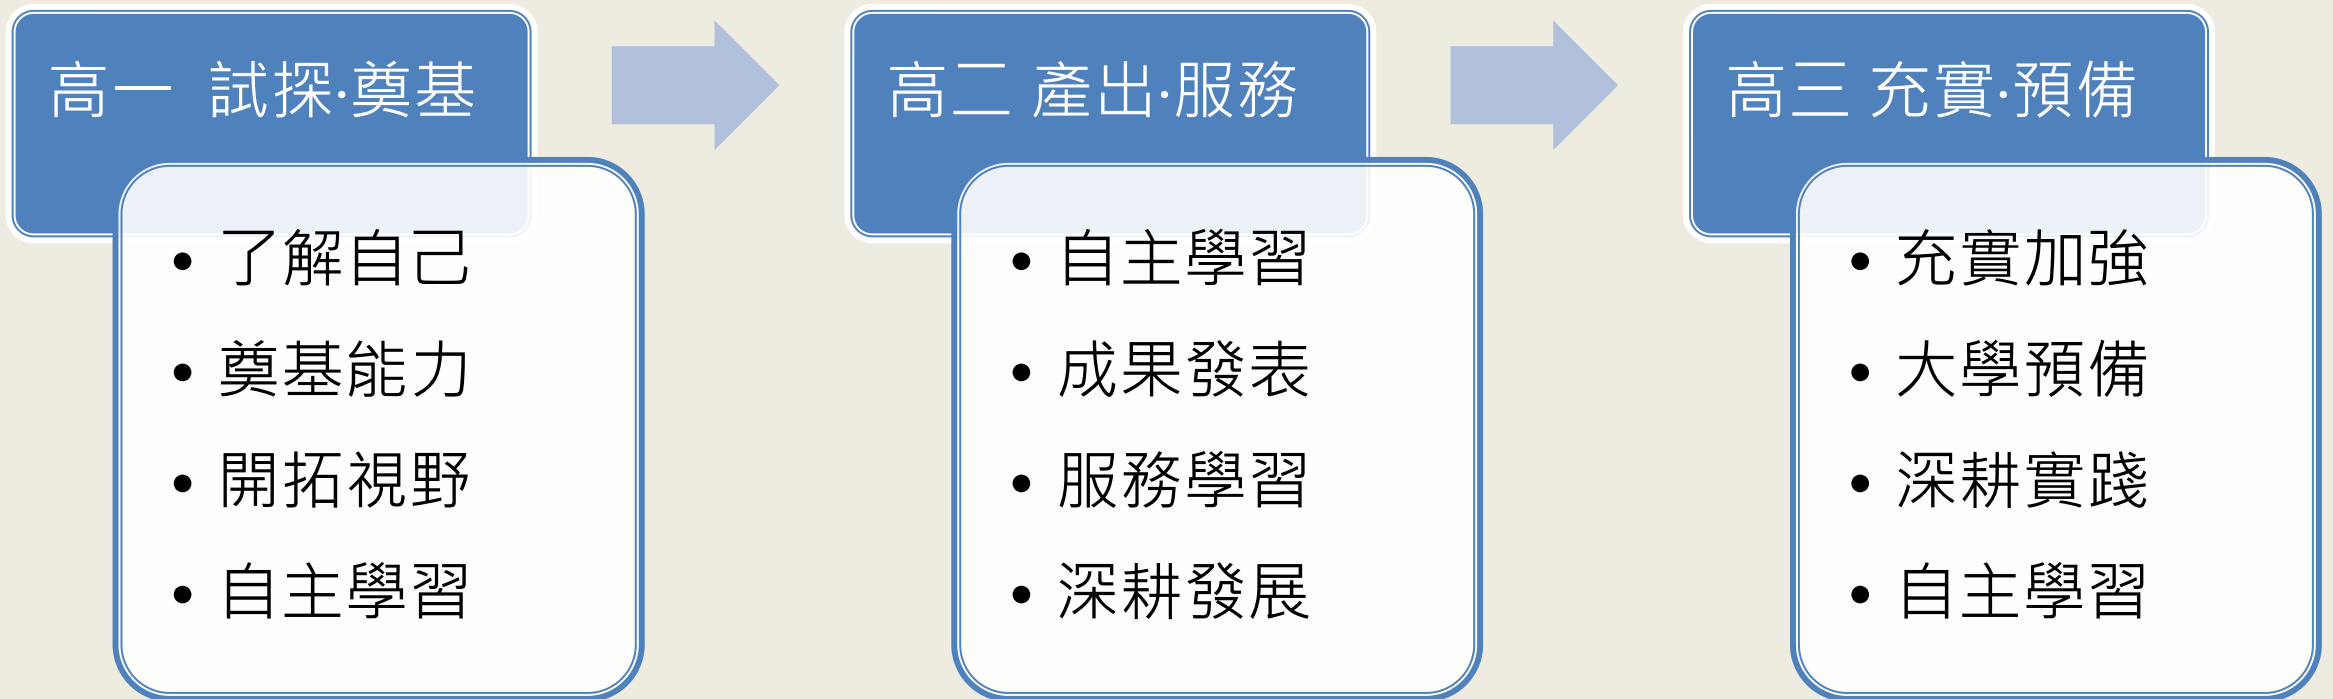 高一 試探·奠基
• 了解自己
• 奠基能力
• 開拓視野
• 自主學習
高二 產出·服務
• 自主學習
• 成果發表
• 服務學習
• 深耕發展
高三 充實·預備
• 充實加強
• 大學預備
• 深耕實踐
• 自主學習